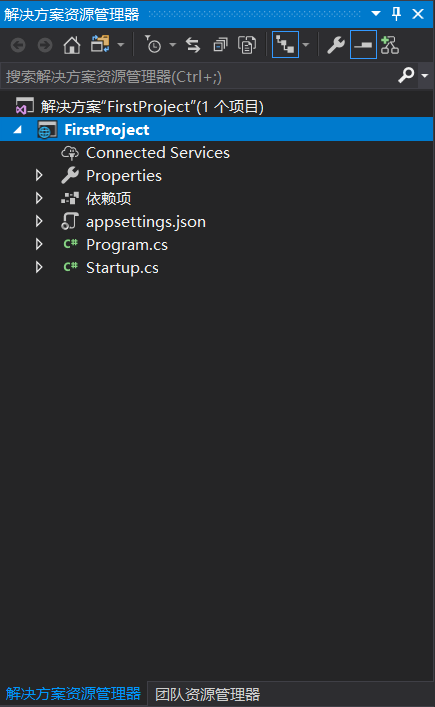 解决方案资源管理器
搜索解决方案资源管理器(Ctrl+;)
解决方案"FirstProject"(1 个项目)
FirstProject
Connected Services
Properties
依赖项
appsettings.json
C# Program.cs
C# Startup.cs
解决方案资源管理器 团队资源管理器